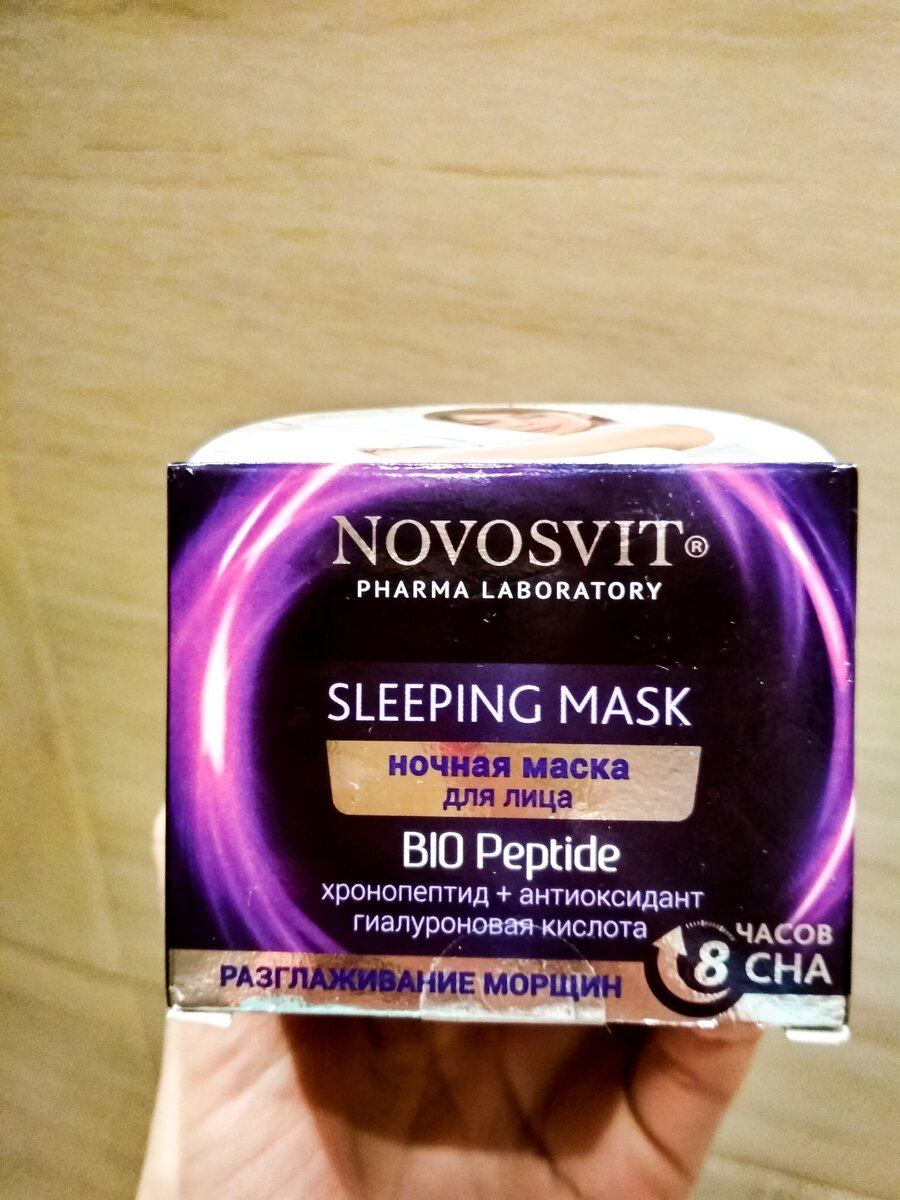 NOVOSVIT®
PHARMA LABORATORY
SLEEPING MASK
ночная маска
для лица
BIO Peptide
хронопептид + антиоксидант
гиалуроновая кислота
8 ЧАСОВ
СНА
РАЗГЛАЖИВАНИЕ МОРЩИН